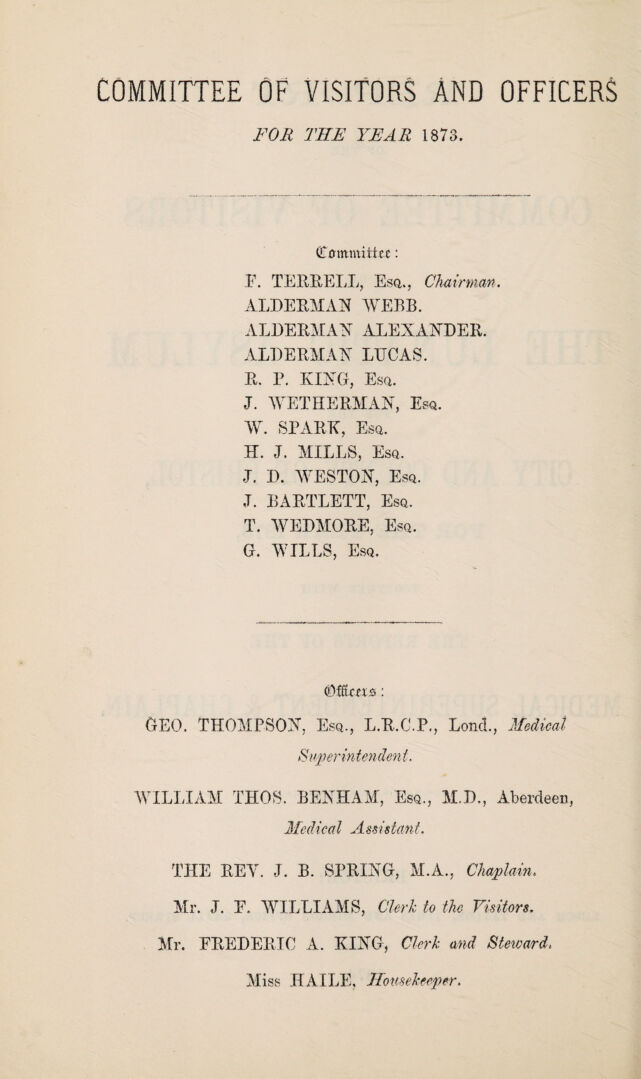 COMMITTEE OF VISITORS AND OFFICERS
FOR THE YEAR 1873.
Committee:
F. TERRELL, Esq., Chairman.
ALDERMAN WEBB.
ALDERMAN ALEXANDER.
ALDERMAN LUCAS.
R. P. KING, Esq.
J. WETHERMAN, Esq.
W. SPARK, Esq.
H. J. MILLS, Esq.
J. D. WESTON, Esq.
J. BARTLETT, Esq.
T. WEDMORE, Esq.
G. WILLS, Esq.
Officers:
GEO. THOMPSON, Esq., L.R.C.P., Lond., Medical
Superintendent.
WILLIAM THOS. BENHAM, Esq., M.D., Aberdeen,
Medical Assistant.
THE REV. J. B. SPRING, M.A., Chaplain.
Mr. J. F. WILLIAMS, Clerk to the Visitors.
Mr. FREDERIC A. KING, Clerk and Steward.
Miss HAILE, Housekeeper.